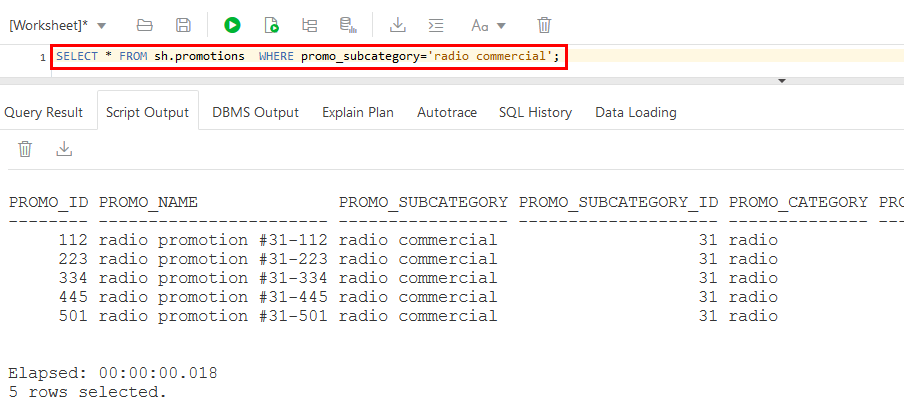 [Worksheet]* Aa
1 SELECT * FROM sh.promotions  WHERE promo_subcategory='radio commercial';
Query Result Script Output DBMS Output Explain Plan Autotrace SQL History Data Loading
PROMO_ID PROMO_NAME              PROMO_SUBCATEGORY PROMO_SUBCATEGORY_ID PROMO_CATEGORY PRO
-------- ----------------------- ----------------- -------------------- -------------- ---
     112 radio promotion #31-112 radio commercial                    31 radio
     223 radio promotion #31-223 radio commercial                    31 radio
     334 radio promotion #31-334 radio commercial                    31 radio
     445 radio promotion #31-445 radio commercial                    31 radio
     501 radio promotion #31-501 radio commercial                    31 radio
Elapsed: 00:00:00.018
5 rows selected.